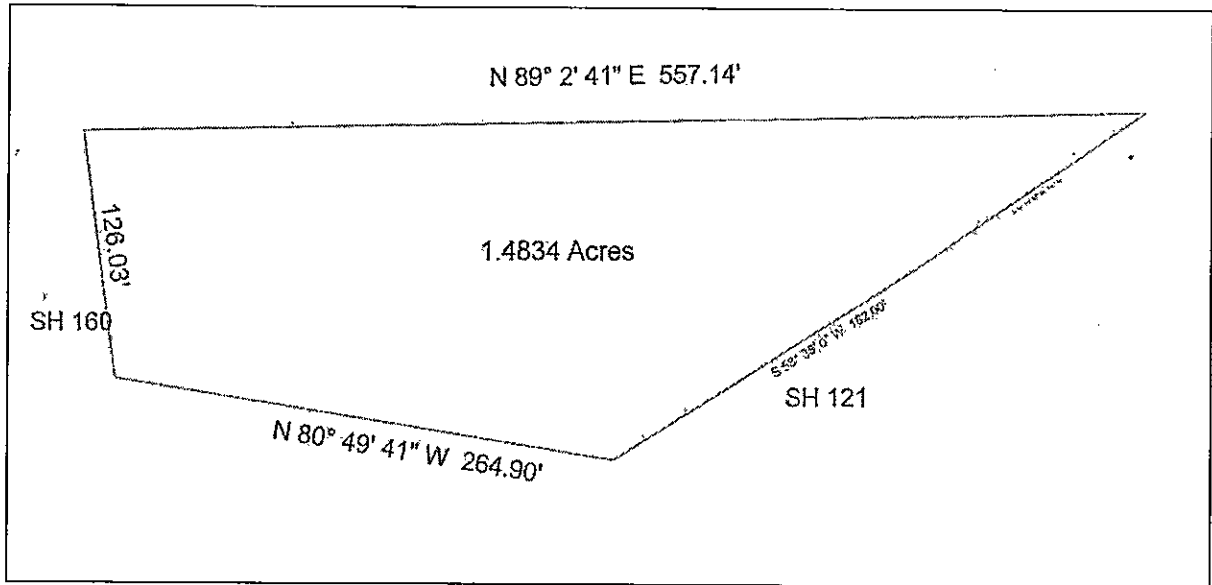 N 89° 2' 41" E 557.14'
126.03'
1.4834 Acres
SH 160
SH 121
N 80° 49' 41" W 264.90'